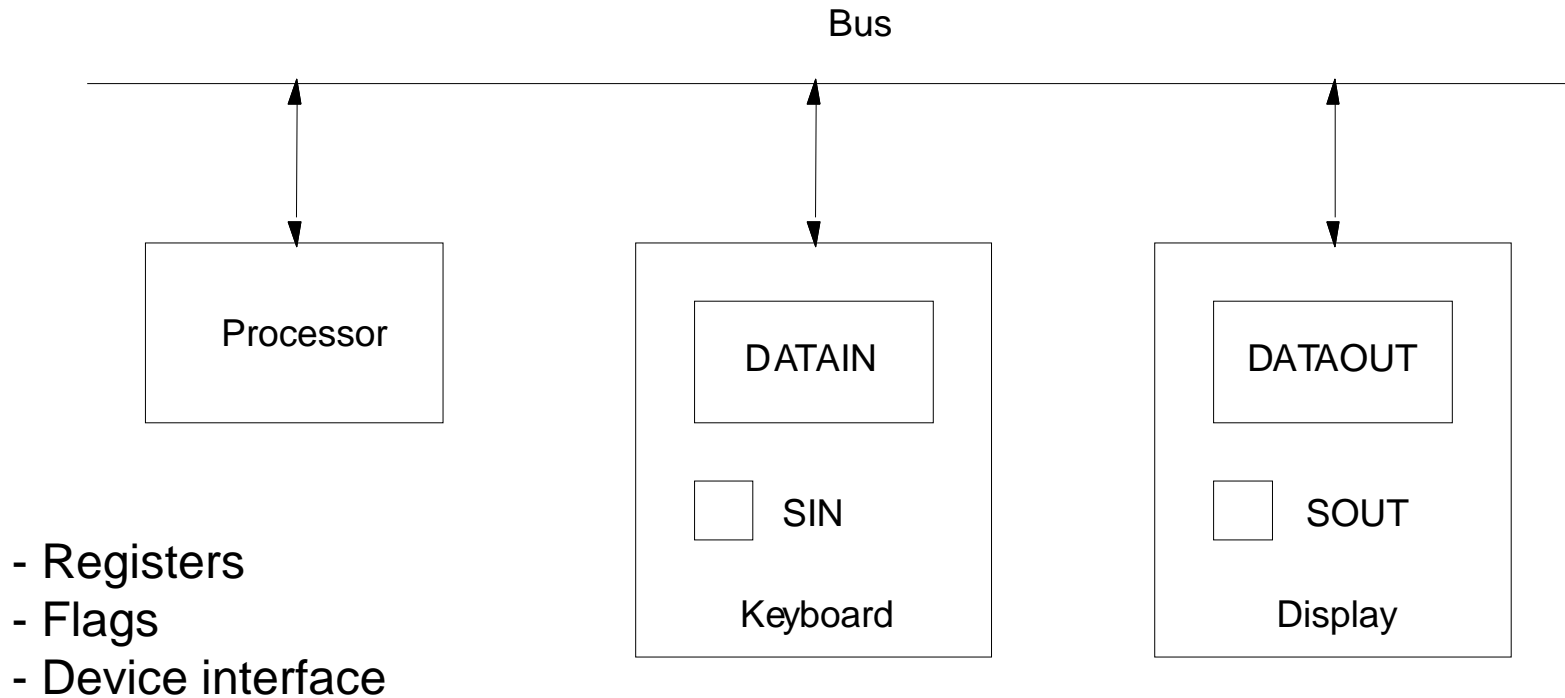 Bus
Processor
DATAIN
DATAOUT
SIN
SOUT
Keyboard
Display
- Registers
- Flags
- Device interface